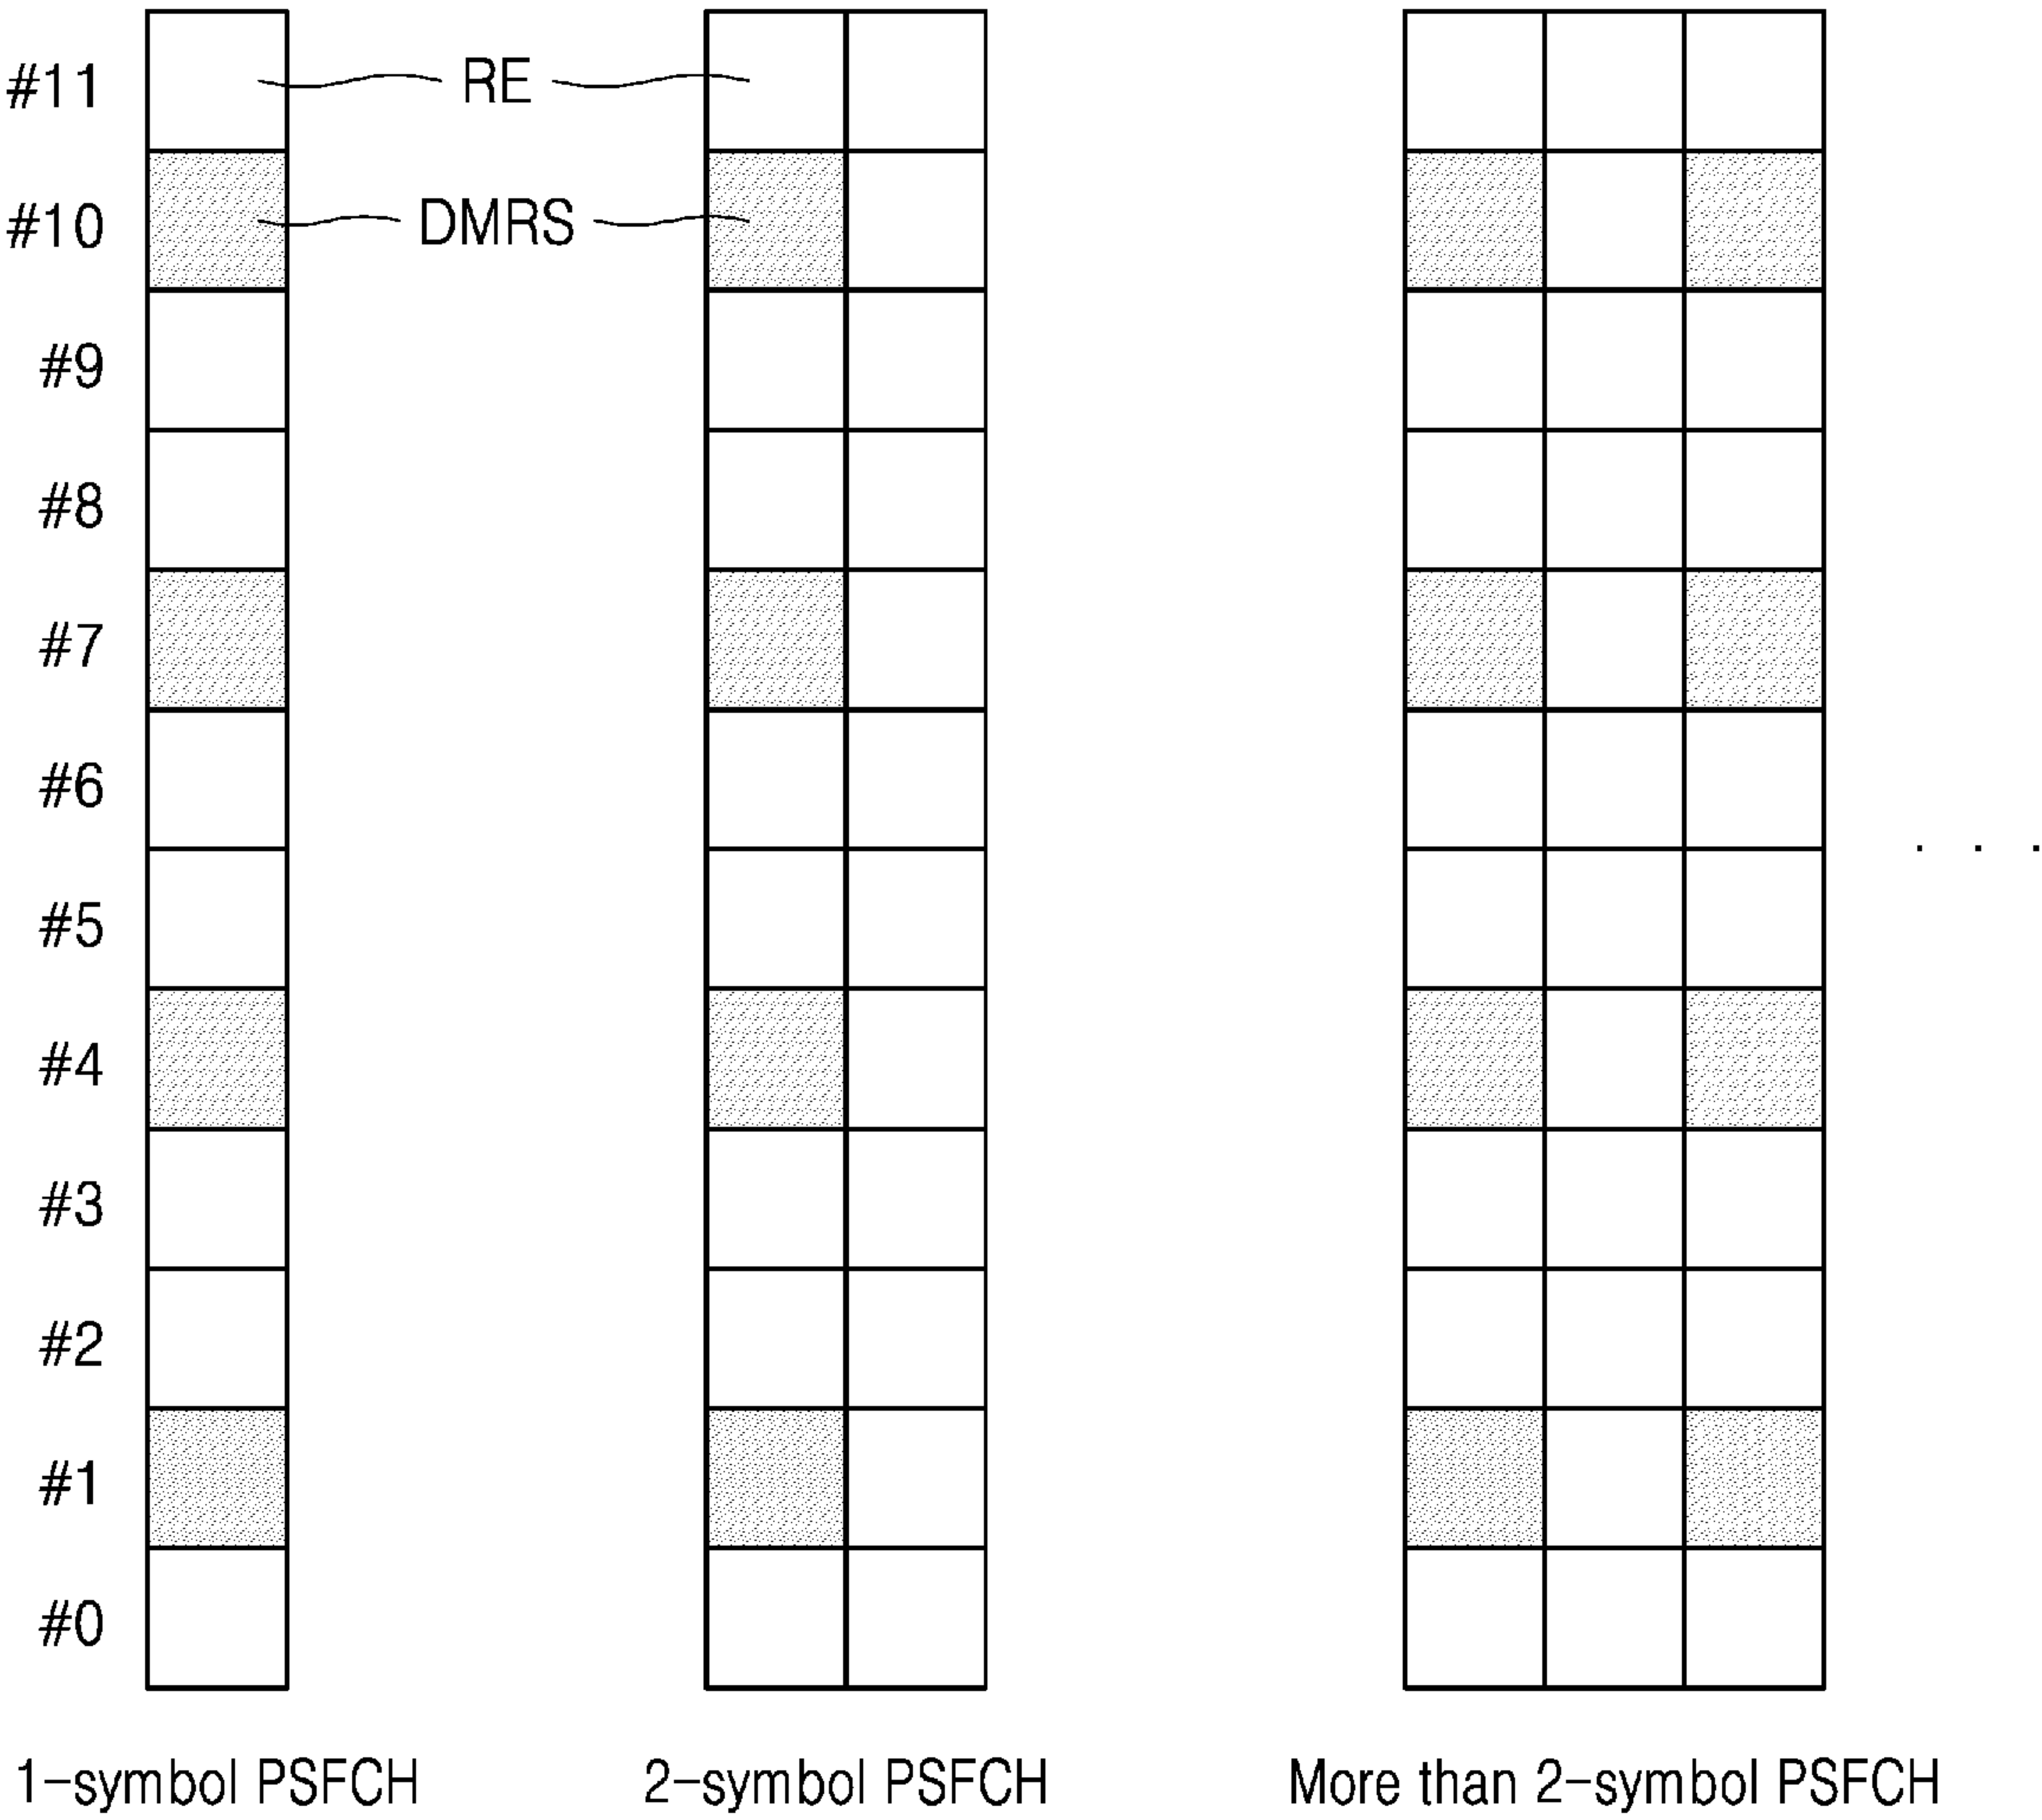 #11
RE
#10
DMRS
#9
#8
#7
#6
#5
. . .
#4
#3
#2
#1
#0
1-symbol PSFCH
2-symbol PSFCH
More than 2-symbol PSFCH